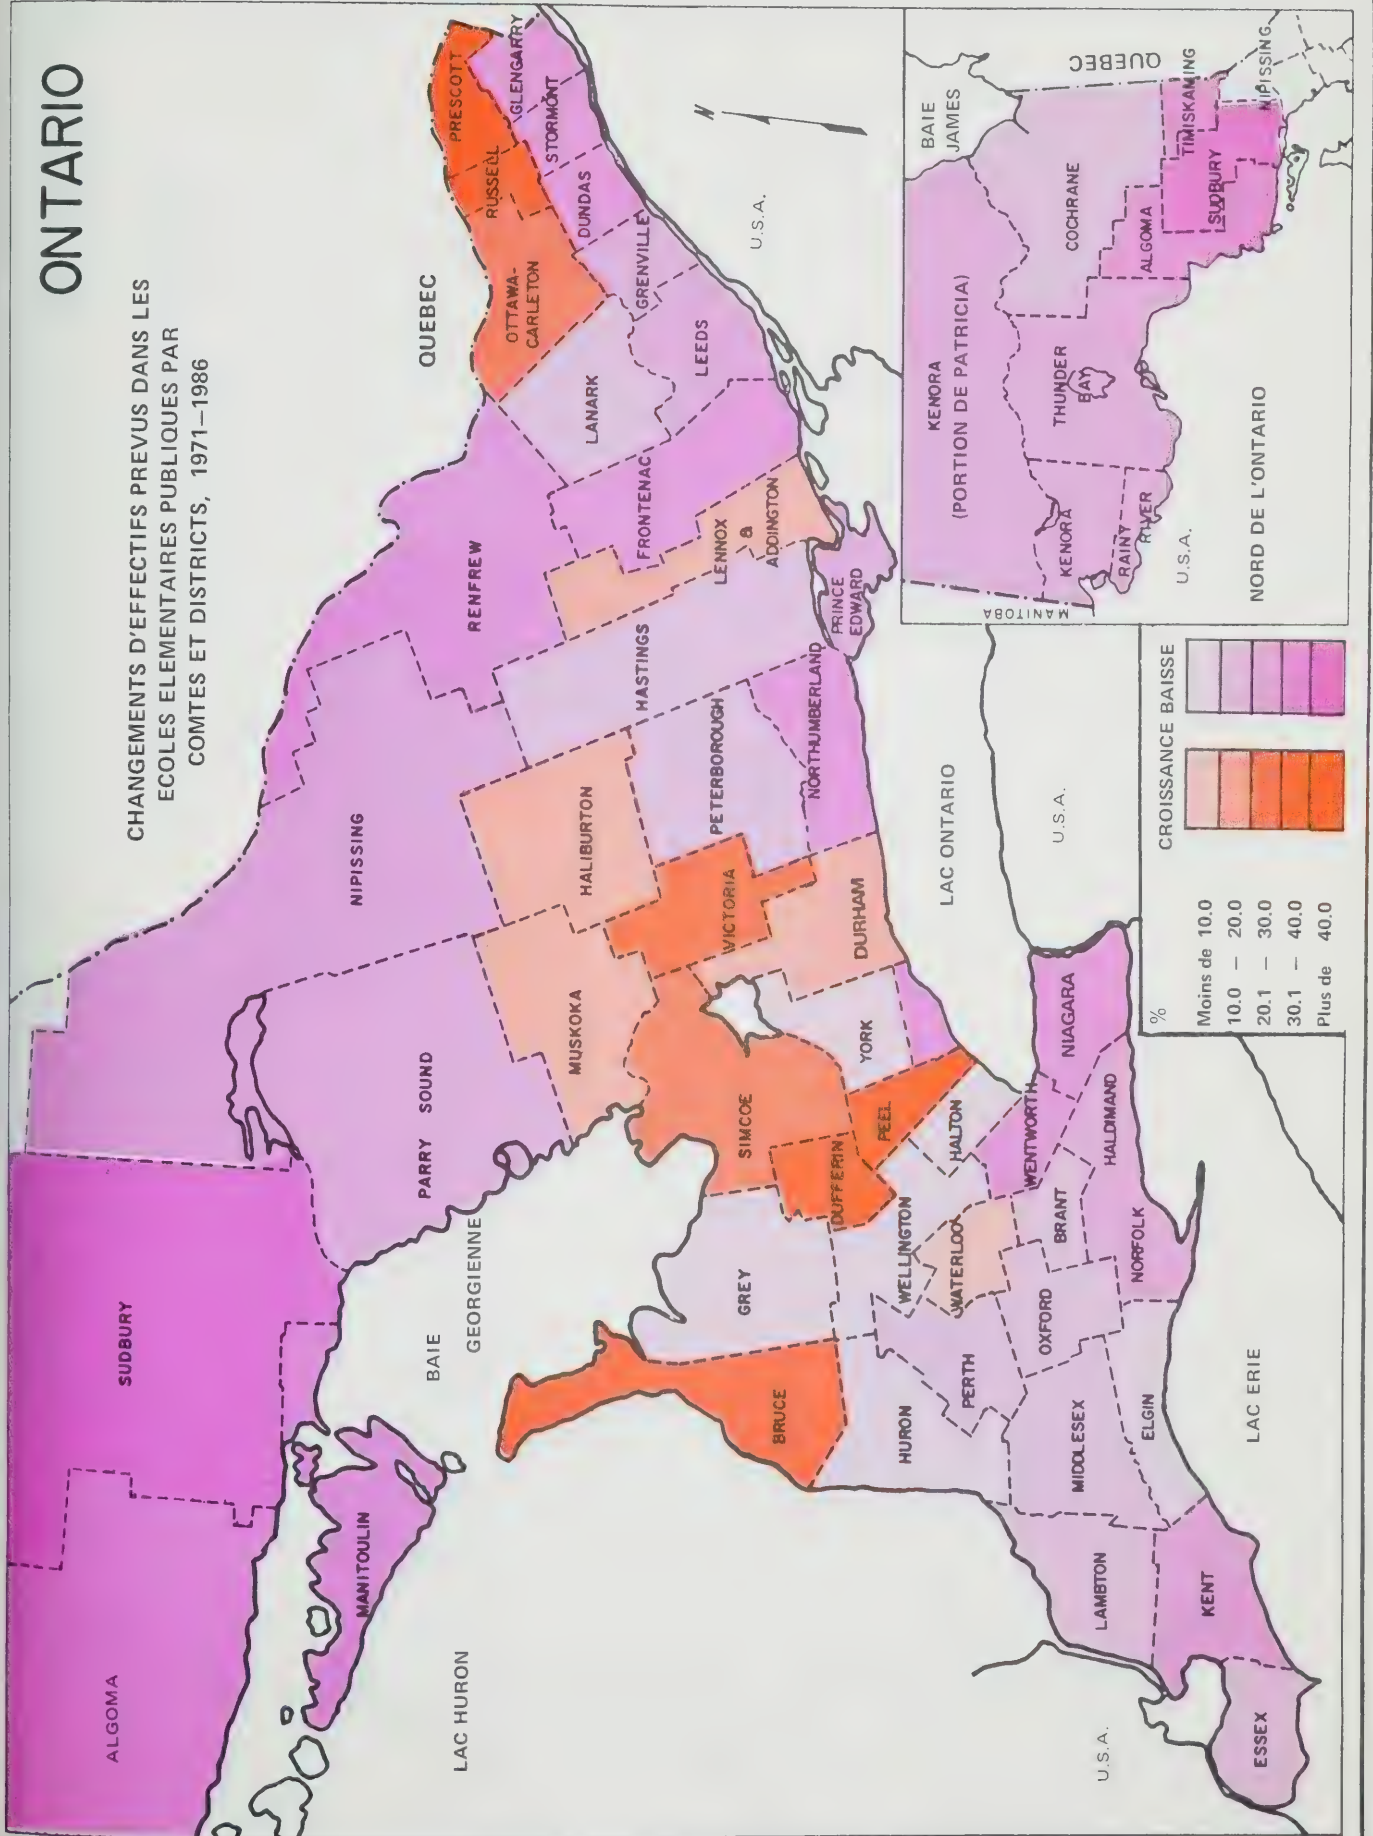 ONTARIO
CHANGEMENTS D'EFFECTIFS PREVUS DANS LES
ECOLES ELEMENTAIRES PUBLIQUES PAR
COMTES ET DISTRICTS, 1971–1986
QUEBEC
PRESCOTT
GLENGARRY
RUSSELL
STORMONT
OTTAWA-
CARLETON
DUNDAS
GRENVILLE
LEEDS
LANARK
U.S.A.
RENFREW
FRONTENAC
LENNOX
&
ADDINGTON
HASTINGS
PRINCE
EDWARD
NORTHUMBERLAND
PETERBOROUGH
NIPISSING
HALIBURTON
VICTORIA
DURHAM
MUSKOKA
PARRY SOUND
SIMCOE
YORK
PEEL
DUFFERIN
HALTON
WENTWORTH
NIAGARA
HALDIMAND
BRANT
NORFOLK
WELLINGTON
WATERLOO
GREY
OXFORD
PERTH
BRUCE
HURON
MIDDLESEX
ELGIN
LAMBTON
KENT
ESSEX
SUDBURY
ALGOMA
MANITOULIN
BAIE
GEORGIENNE
LAC HURON
LAC ONTARIO
LAC ERIE
U.S.A.
U.S.A.
N
QUEBEC
BAIE
JAMES
TIMISKAMING
NIPISSING
SUDBURY
COCHRANE
ALGOMA
KENORA
(PORTION DE PATRICIA)
THUNDER
BAY
KENORA
RAINY
RIVER
MANITOBA
U.S.A.
NORD DE L'ONTARIO
% CROISSANCE BAISSE
Moins de 10.0
10.0 – 20.0
20.1 – 30.0
30.1 – 40.0
Plus de 40.0